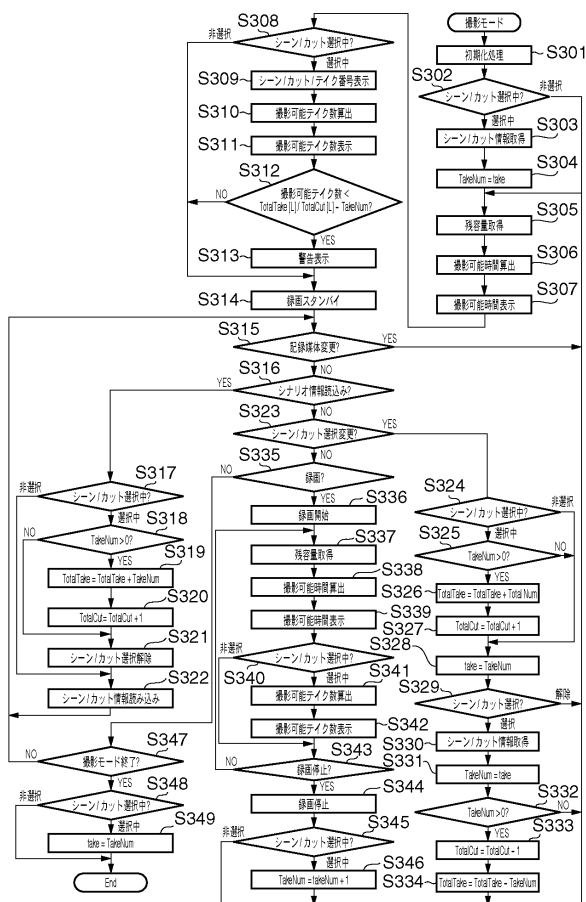 撮影モード
初期化処理
S301
S302
シーン/カット選択中?
非選択
選択中
S303
シーン/カット情報取得
S304
TakeNum=take
S305
残容量取得
S306
撮影可能時間算出
S307
撮影可能時間表示
S308
非選択
シーン/カット選択中?
選択中
S309
シーン/カット/テイク番号表示
S310
撮影可能テイク数算出
S311
撮影可能テイク数表示
S312
撮影可能テイク数 <
TotalTake [L] / TotalCut [L] - TakeNum?
NO
YES
S313
警告表示
S314
録画スタンバイ
S315
記録媒体変更?
YES
NO
S316
シナリオ情報読込み?
YES
NO
S323
シーン/カット選択変更?
YES
NO
S335
録画?
NO
YES
S336
録画開始
S337
残容量取得
S338
撮影可能時間算出
S339
撮影可能時間表示
非選択
S340
シーン/カット選択中?
選択中
S341
撮影可能テイク数算出
S342
撮影可能テイク数表示
S343
録画停止?
NO
YES
S344
録画停止
S345
非選択
シーン/カット選択中?
選択中
S346
TakeNum=takeNum+1
S317
非選択
シーン/カット選択中?
選択中
S318
NO
TakeNum>0?
YES
S319
TotalTake=TotalTake+TakeNum
S320
TotalCut=TotalCut+1
S321
シーン/カット選択解除
S322
シーン/カット情報読み込み
S347
撮影モード終了?
NO
YES
S348
非選択
シーン/カット選択中?
選択中
S349
take=TakeNum
End
S324
シーン/カット選択中?
非選択
選択中
S325
TakeNum>0?
NO
YES
S326
TotalTake=TotalTake+Total Num
S327
TotalCut=TotalCut+1
S328
take=TakeNum
S329
シーン/カット選択?
解除
選択
S330
シーン/カット情報取得
S331
TakeNum=take
S332
TakeNum>0?
NO
YES
S333
TotalCut=TotalCut-1
S334
TotalTake=TotalTake-TakeNum